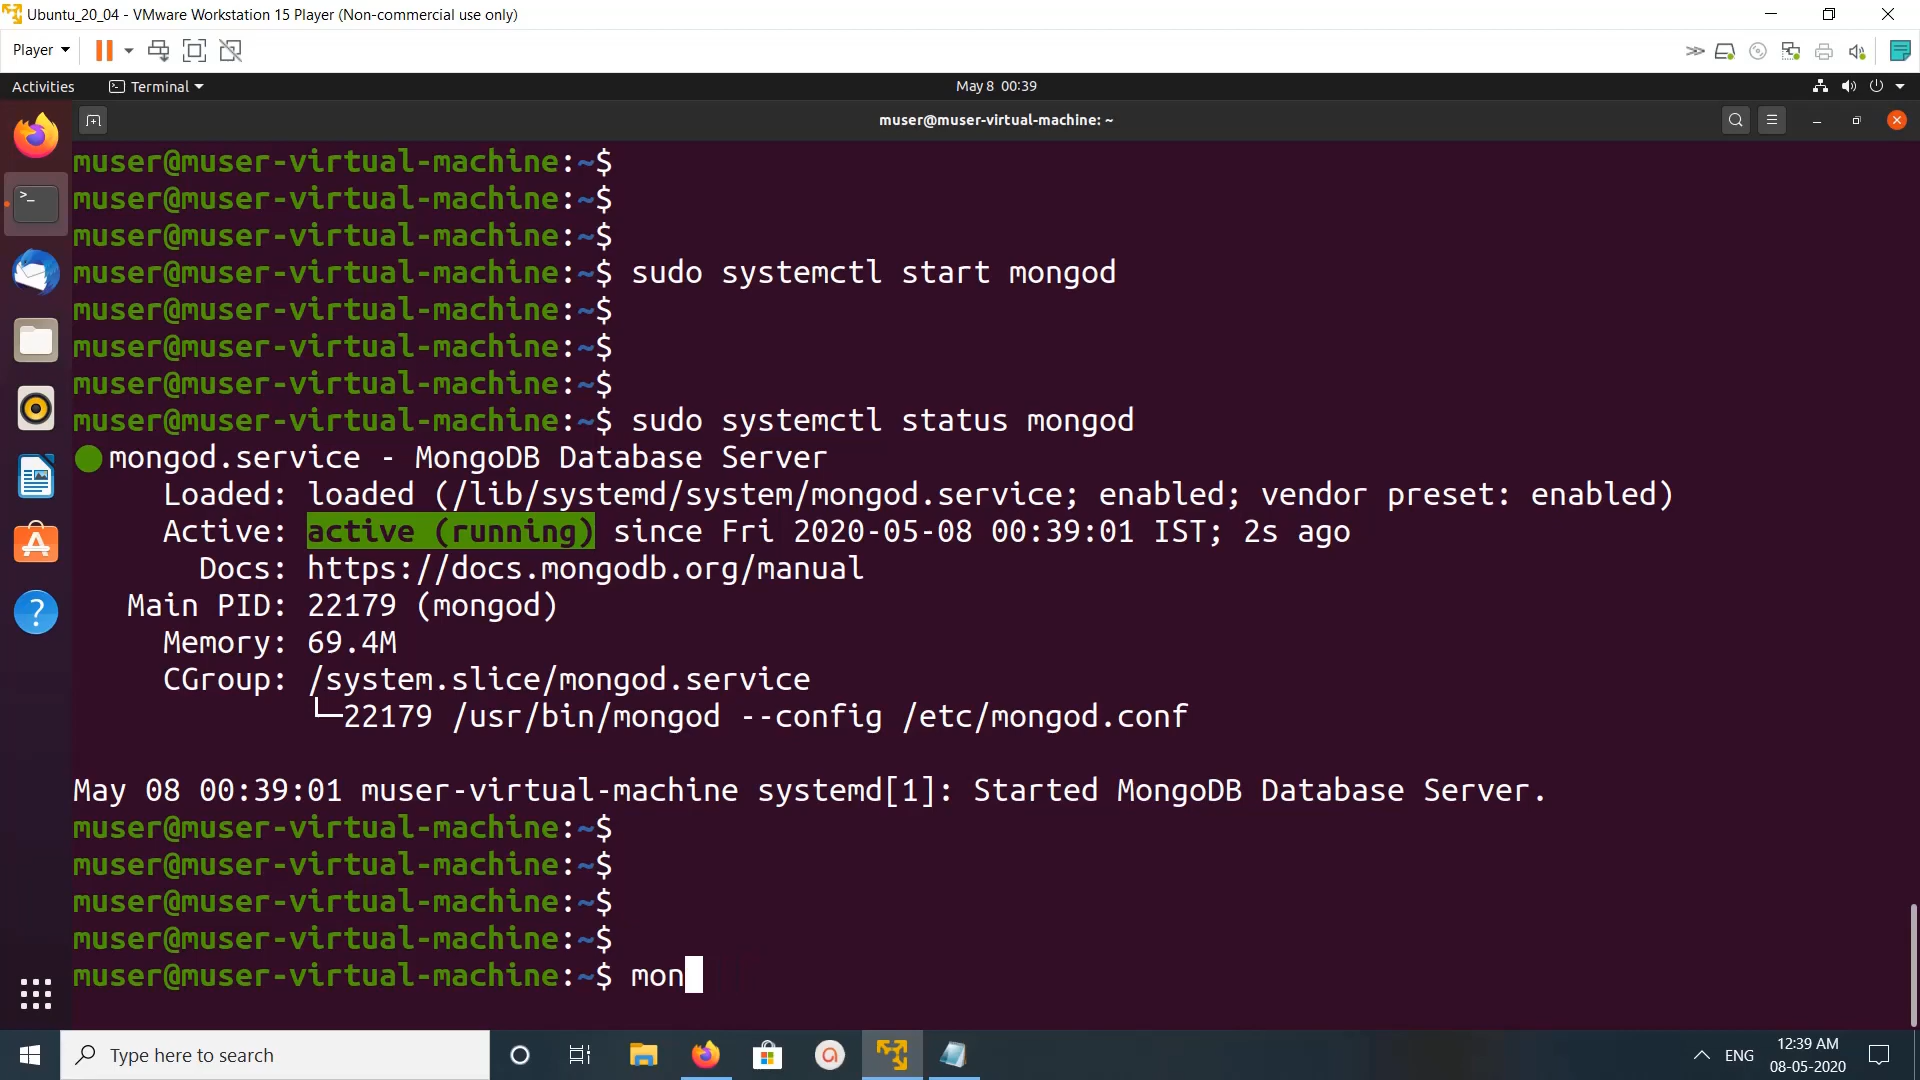 Ubuntu_20_04 - VMware Workstation 15 Player (Non-commercial use only)
Player
Activities
Terminal
May 8 00:39
muser@muser-virtual-machine: ~
muser@muser-virtual-machine:~$
muser@muser-virtual-machine:~$
muser@muser-virtual-machine:~$
muser@muser-virtual-machine:~$ sudo systemctl start mongod
muser@muser-virtual-machine:~$
muser@muser-virtual-machine:~$
muser@muser-virtual-machine:~$
muser@muser-virtual-machine:~$ sudo systemctl status mongod
mongod.service - MongoDB Database Server
Loaded: loaded (/lib/systemd/system/mongod.service; enabled; vendor preset: enabled)
Active: active (running) since Fri 2020-05-08 00:39:01 IST; 2s ago
Docs: https://docs.mongodb.org/manual
Main PID: 22179 (mongod)
Memory: 69.4M
CGroup: /system.slice/mongod.service
└─22179 /usr/bin/mongod --config /etc/mongod.conf
May 08 00:39:01 muser-virtual-machine systemd[1]: Started MongoDB Database Server.
muser@muser-virtual-machine:~$
muser@muser-virtual-machine:~$
muser@muser-virtual-machine:~$
muser@muser-virtual-machine:~$
muser@muser-virtual-machine:~$ mon
Type here to search
ENG
12:39 AM
08-05-2020